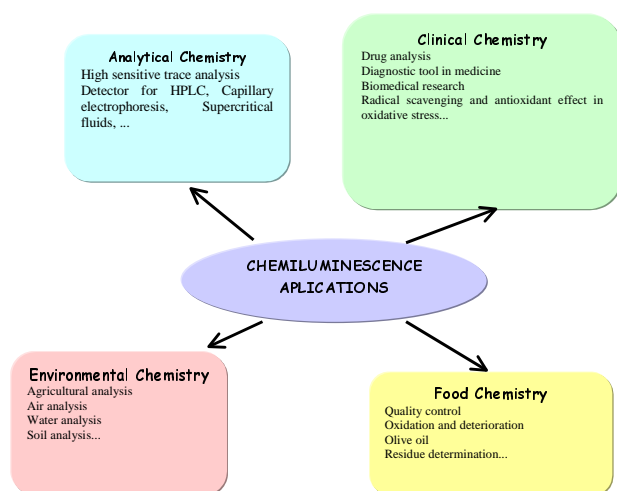 Analytical Chemistry
High sensitive trace analysis
Detector for HPLC, Capillary
electrophoresis, Supercritical
fluids, ...
Clinical Chemistry
Drug analysis
Diagnostic tool in medicine
Biomedical research
Radical scavenging and antioxidant effect in
oxidative stress...
CHEMILUMINESCENCE
APLICATIONS
Environmental Chemistry
Agricultural analysis
Air analysis
Water analysis
Soil analysis...
Food Chemistry
Quality control
Oxidation and deterioration
Olive oil
Residue determination...